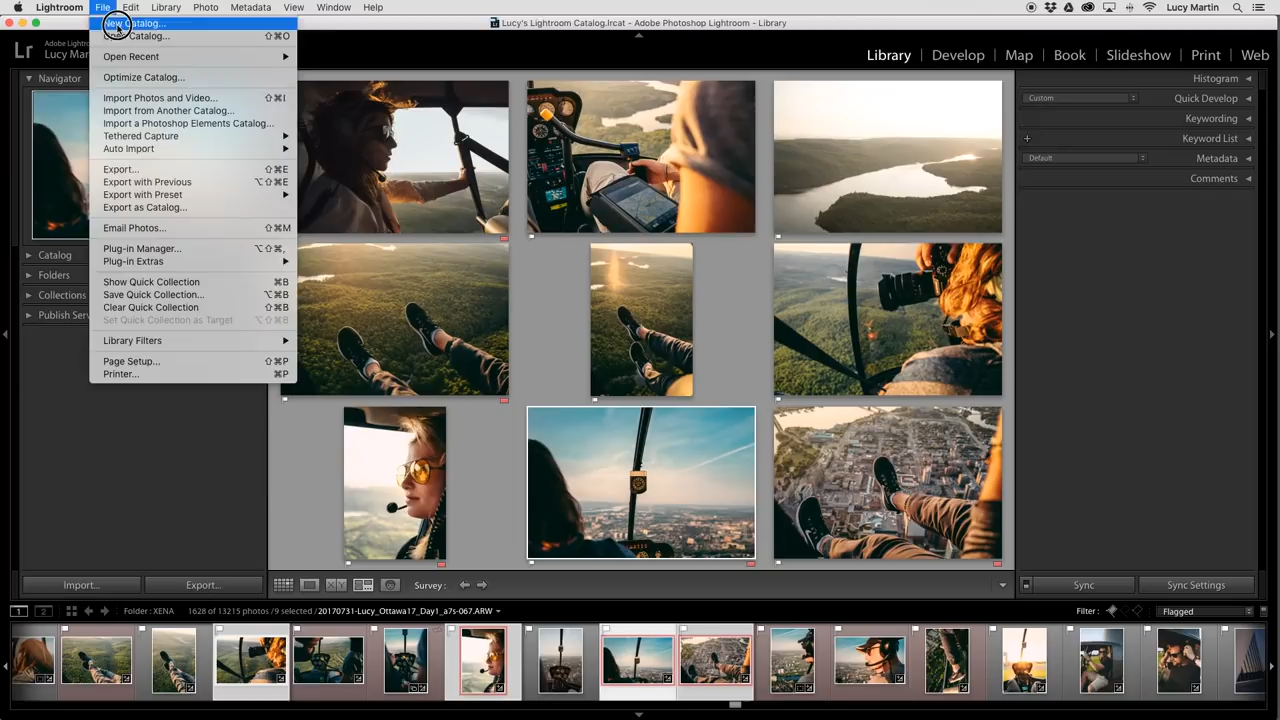 Lightroom File Edit Library Photo Metadata View Window Help Lucy Martin
Lucy's Lightroom Catalog.lrcat - Adobe Photoshop Lightroom - Library
New Catalog...
Catalog... ⇧⌘O
Open Recent
Optimize Catalog...
Import Photos and Video... ⇧⌘I
Import from Another Catalog...
Import a Photoshop Elements Catalog...
Tethered Capture
Auto Import
Export... ⇧⌘E
Export with Previous ⌥⇧⌘E
Export with Preset
Export as Catalog...
Email Photos... ⇧⌘M
Plug-in Manager... ⌥⇧⌘,
Plug-in Extras
Show Quick Collection ⌘B
Save Quick Collection... ⌥⌘B
Clear Quick Collection ⇧⌘B
Set Quick Collection as Target ⌥⇧⌘B
Library Filters
Page Setup... ⇧⌘P
Printer... ⌘P
Lr
Adobe Lightro
Lucy Mar
Library Develop Map Book Slideshow Print Web
Navigator
Catalog
Folders
Collections
Publish Serv
Histogram
Custom Quick Develop
Keywording
Keyword List
Default Metadata
Comments
Import... Export... Survey: Sync Sync Settings
1 2 Folder : XENA 1628 of 13215 photos / 9 selected / 20170731-Lucy_Ottawa17_Day1_a7s-067.ARW Filter : Flagged